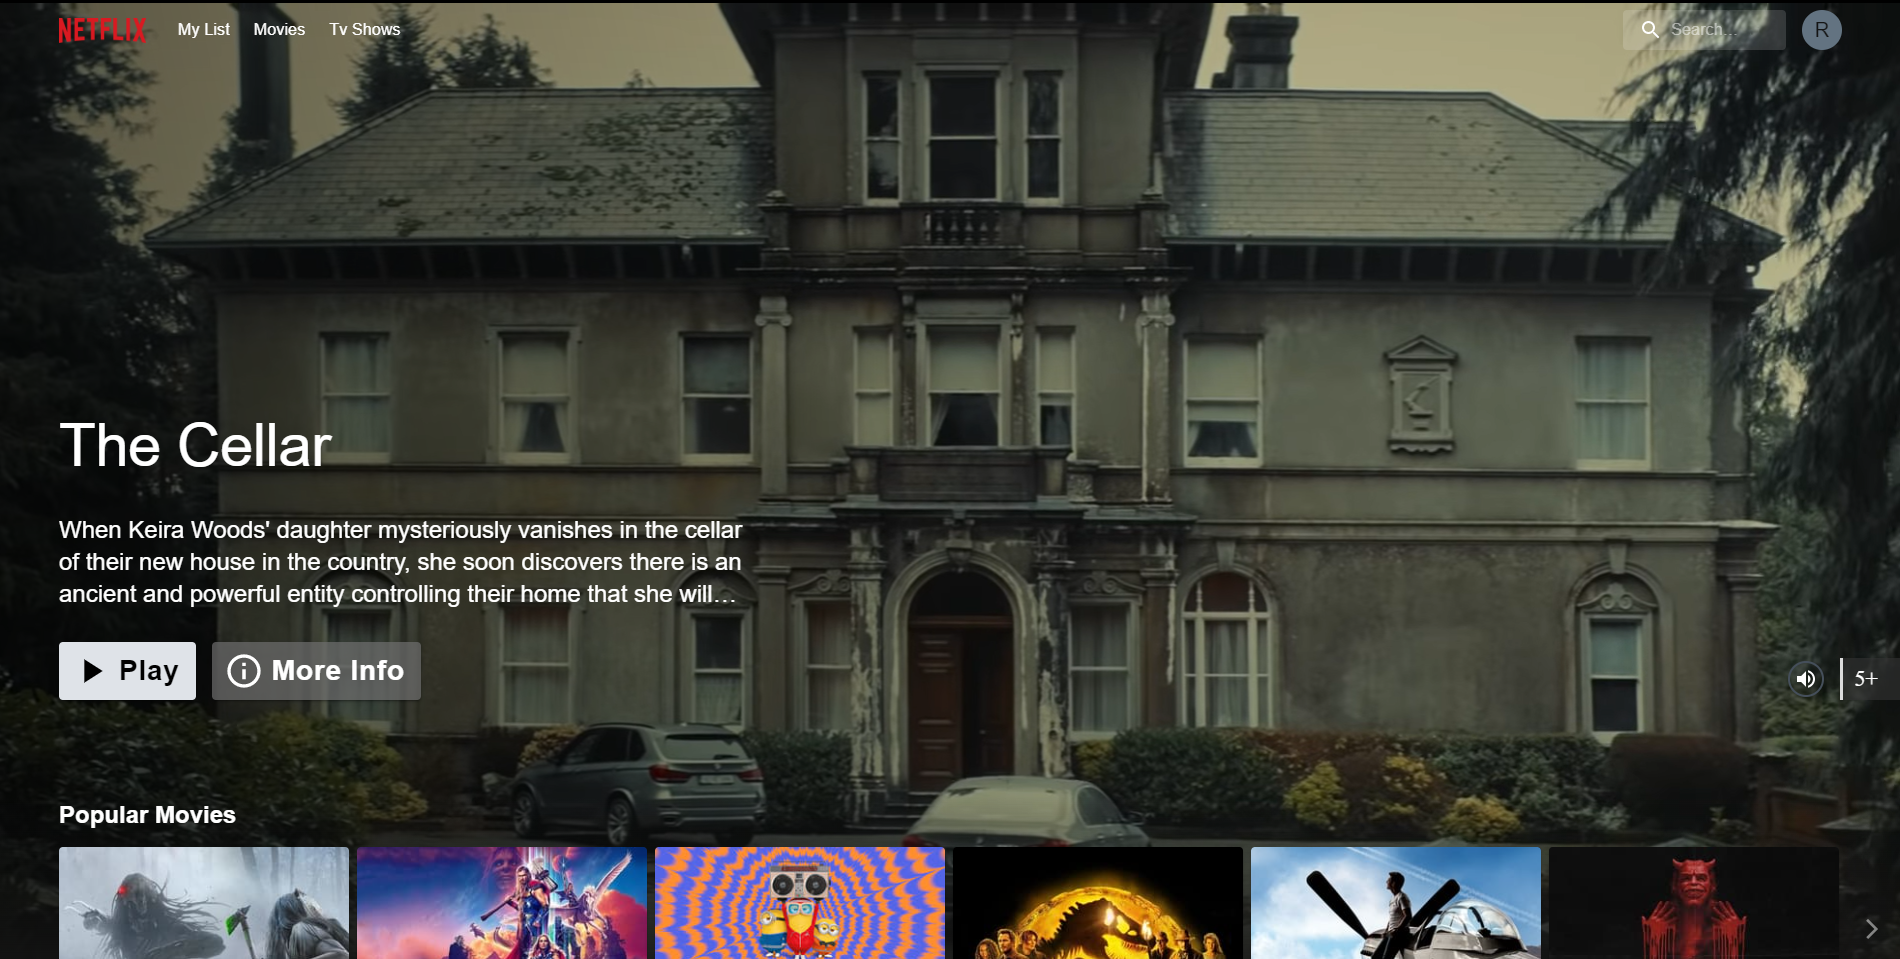 NETFLIX
My List
Movies
Tv Shows
Search...
R
The Cellar
When Keira Woods' daughter mysteriously vanishes in the cellar
of their new house in the country, she soon discovers there is an
ancient and powerful entity controlling their home that she will...
Play
More Info
5+
Popular Movies